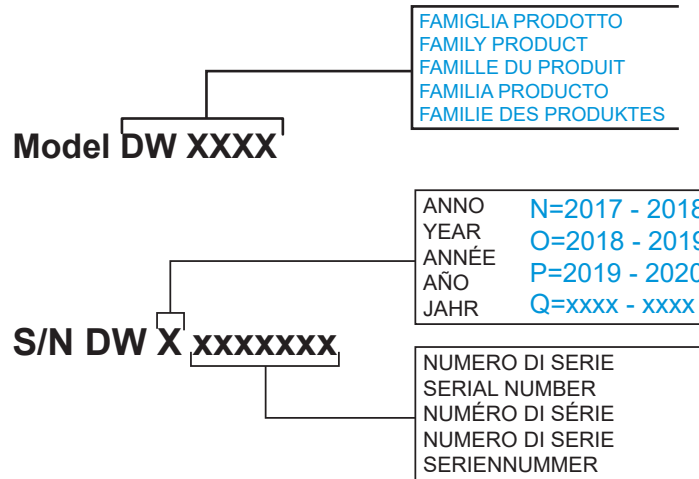 FAMIGLIA PRODOTTO
FAMILY PRODUCT
FAMILLE DU PRODUIT
FAMILIA PRODUCTO
FAMILIE DES PRODUKTES
Model DW XXXX
ANNO
YEAR
ANNÉE
AÑO
JAHR
N=2017 - 2018
O=2018 - 2019
P=2019 - 2020
Q=xxxx - xxxx
S/N DW X xxxxxxx
NUMERO DI SERIE
SERIAL NUMBER
NUMÉRO DI SÉRIE
NUMERO DI SERIE
SERIENNUMMER